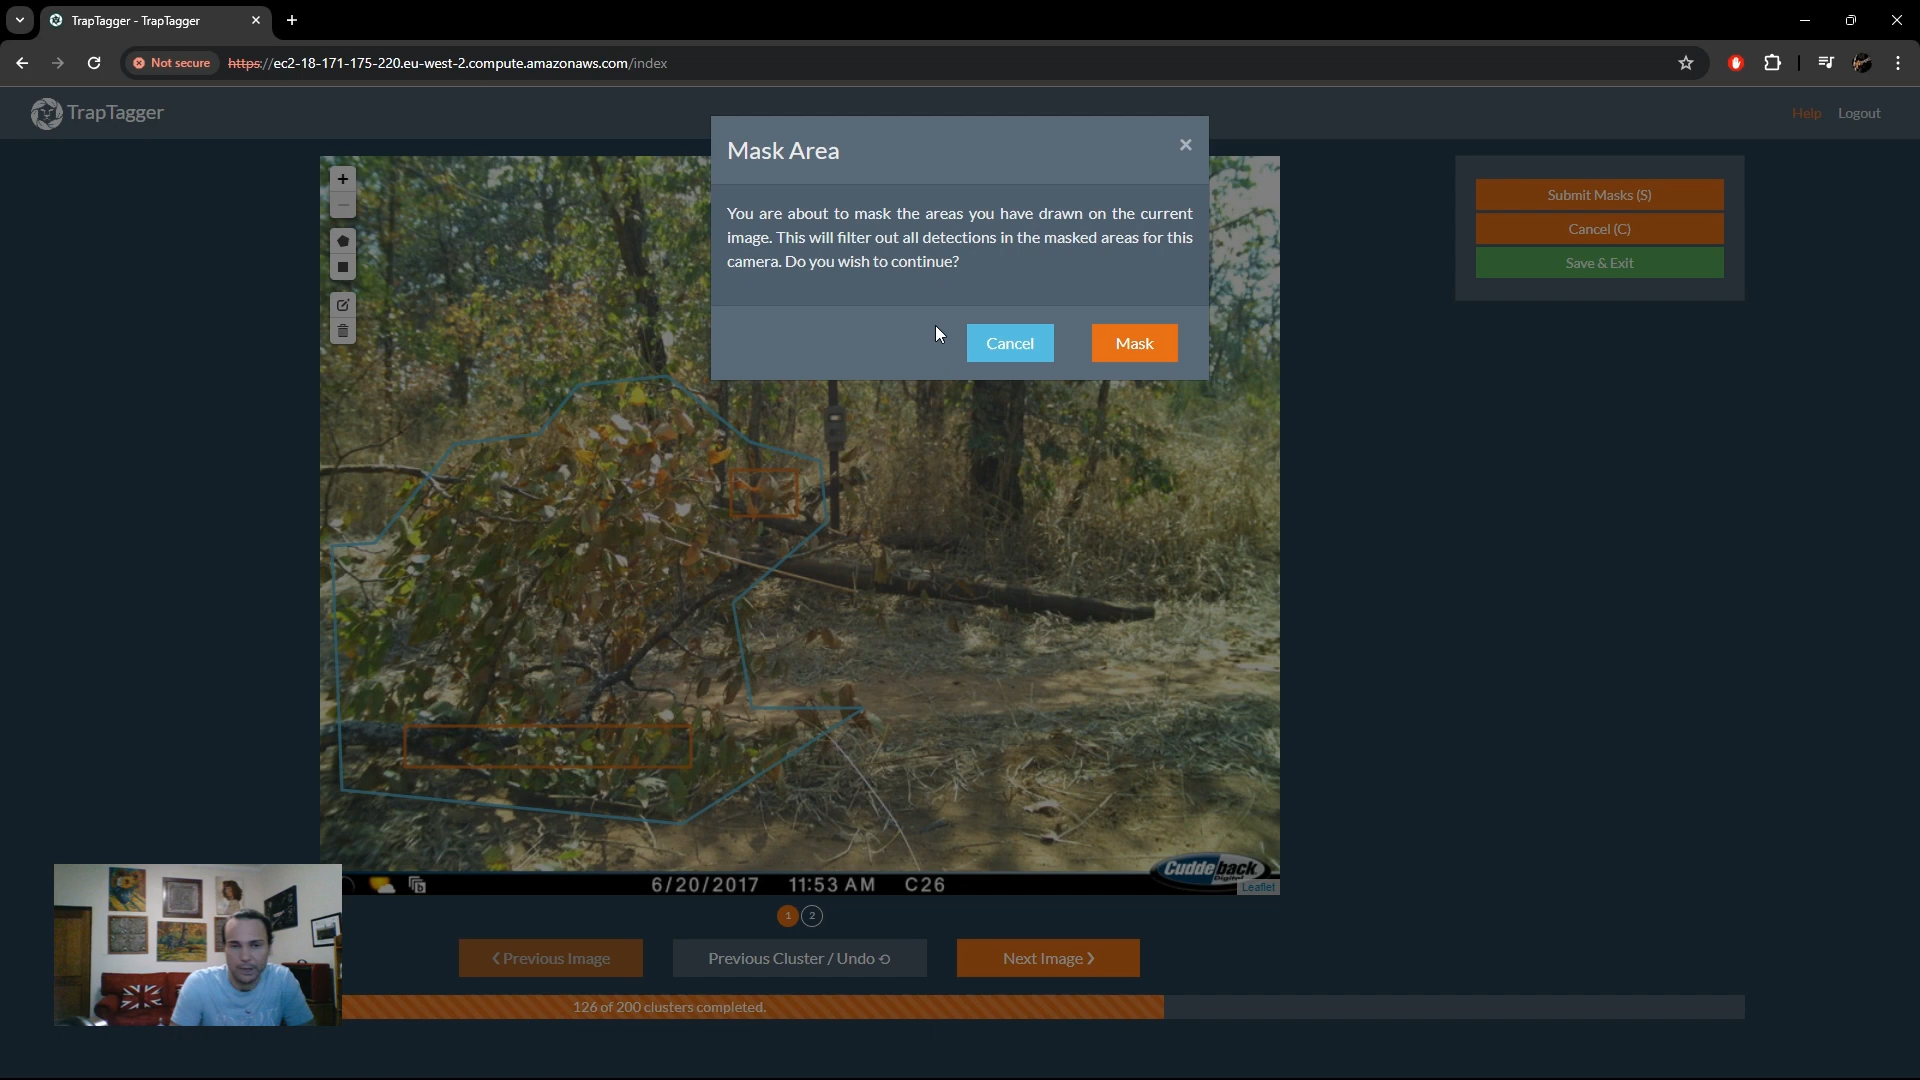 TrapTagger - TrapTagger
Not secure https://ec2-18-171-175-220.eu-west-2.compute.amazonaws.com/index
TrapTagger
Help Logout
Mask Area
You are about to mask the areas you have drawn on the current
image. This will filter out all detections in the masked areas for this
camera. Do you wish to continue?
Cancel Mask
Submit Masks (S)
Cancel (C)
Save & Exit
Cuddeback
Digital
6/20/2017 11:53 AM C26
Leaflet
1 2
Previous Image Previous Cluster / Undo Next Image
126 of 200 clusters completed.